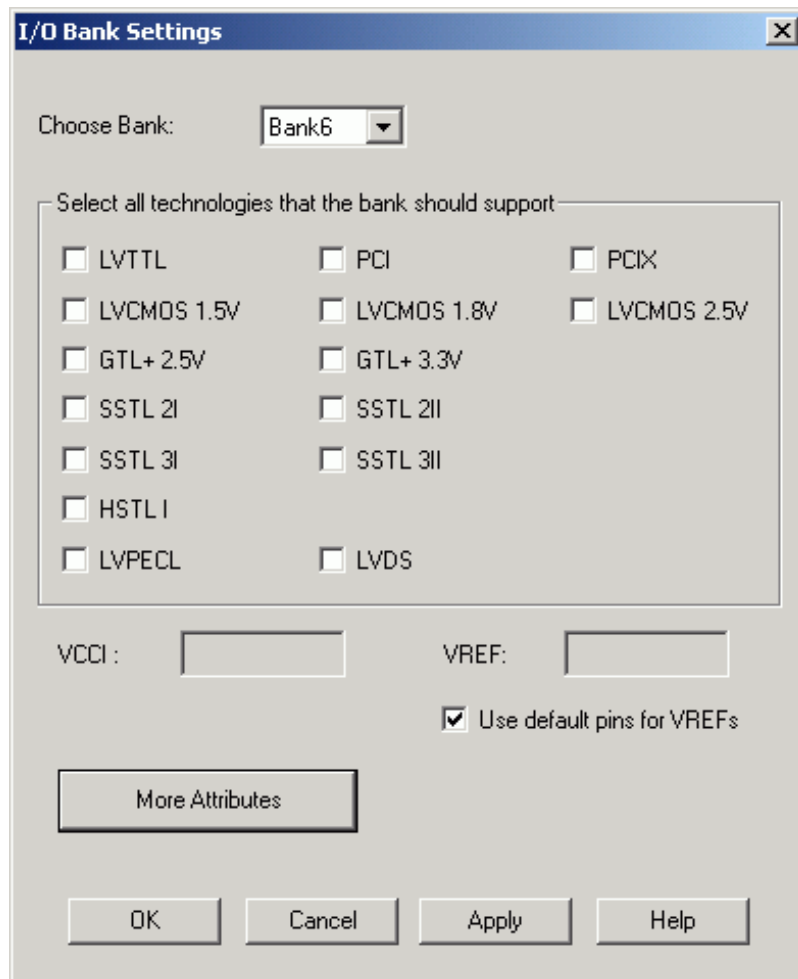 I/O Bank Settings
Choose Bank: Bank6
Select all technologies that the bank should support
LVTTL PCI PCIX
LVCMOS 1.5V LVCMOS 1.8V LVCMOS 2.5V
GTL+ 2.5V GTL+ 3.3V
SSTL 2I SSTL 2II
SSTL 3I SSTL 3II
HSTL I
LVPECL LVDS
VCCI : VREF:
Use default pins for VREFs
More Attributes
OK Cancel Apply Help